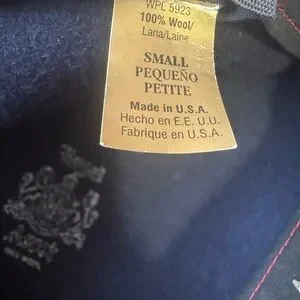 WPL 5923
100% Wool/
Lana/Laine
SMALL
PEQUEÑO
PETITE
Made in U.S.A.
Hecho en E.E. U.U.
Fabrique en U.S.A.